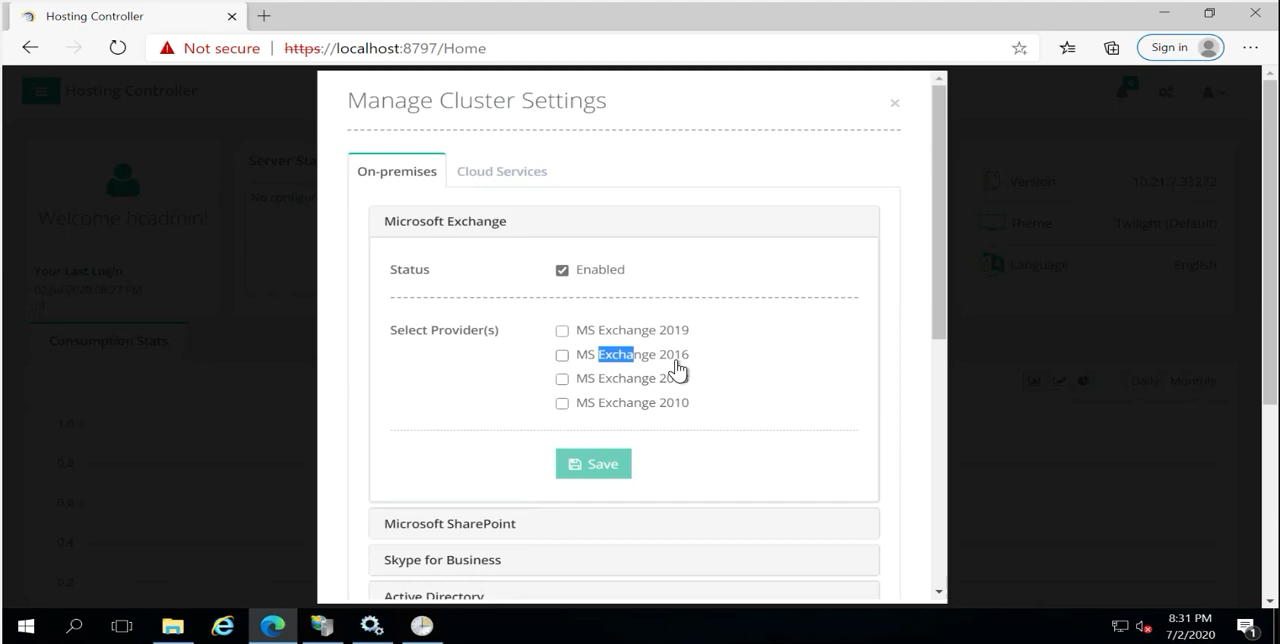 Hosting Controller
Not secure | https://localhost:8797/Home
Sign in
Hosting Controller
Manage Cluster Settings
On-premises
Cloud Services
Server Sta
No configu
Welcome hcadmin!
Your Last Login
02-Jul-2020 08:27 PM
Consumption Stats
Version
10.21.7.33272
Theme
Twilight (Default)
Language
English
Daily
Monthly
1.0
0.8
0.6
0.4
0.2
Microsoft Exchange
Status
Enabled
Select Provider(s)
MS Exchange 2019
MS Exchange 2016
MS Exchange
MS Exchange 2010
Save
Microsoft SharePoint
Skype for Business
Active Directory
8:31 PM
7/2/2020
1